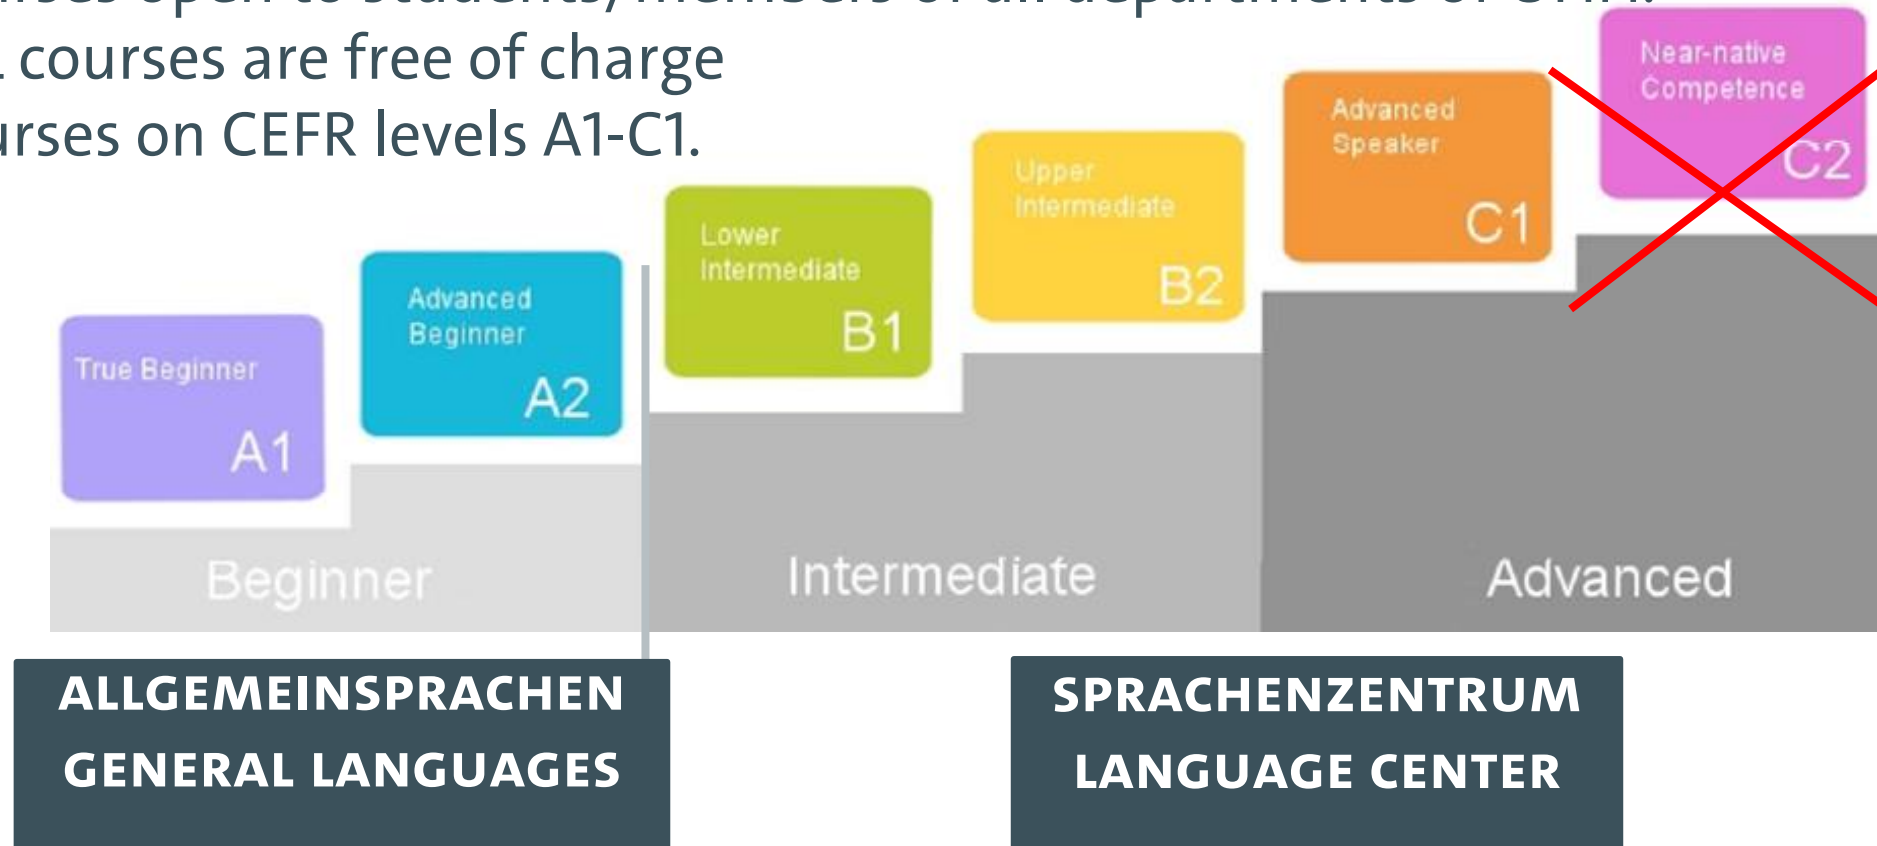 courses are free of charge
on CEFR levels A1-C1.
Near-native
Competence
C2
Advanced
Speaker
C1
Upper
Intermediate
B2
Lower
Intermediate
B1
Advanced
Beginner
A2
True Beginner
A1
Beginner
Intermediate
Advanced
ALLGEMEINSPRACHEN
GENERAL LANGUAGES
SPRACHENZENTRUM
LANGUAGE CENTER